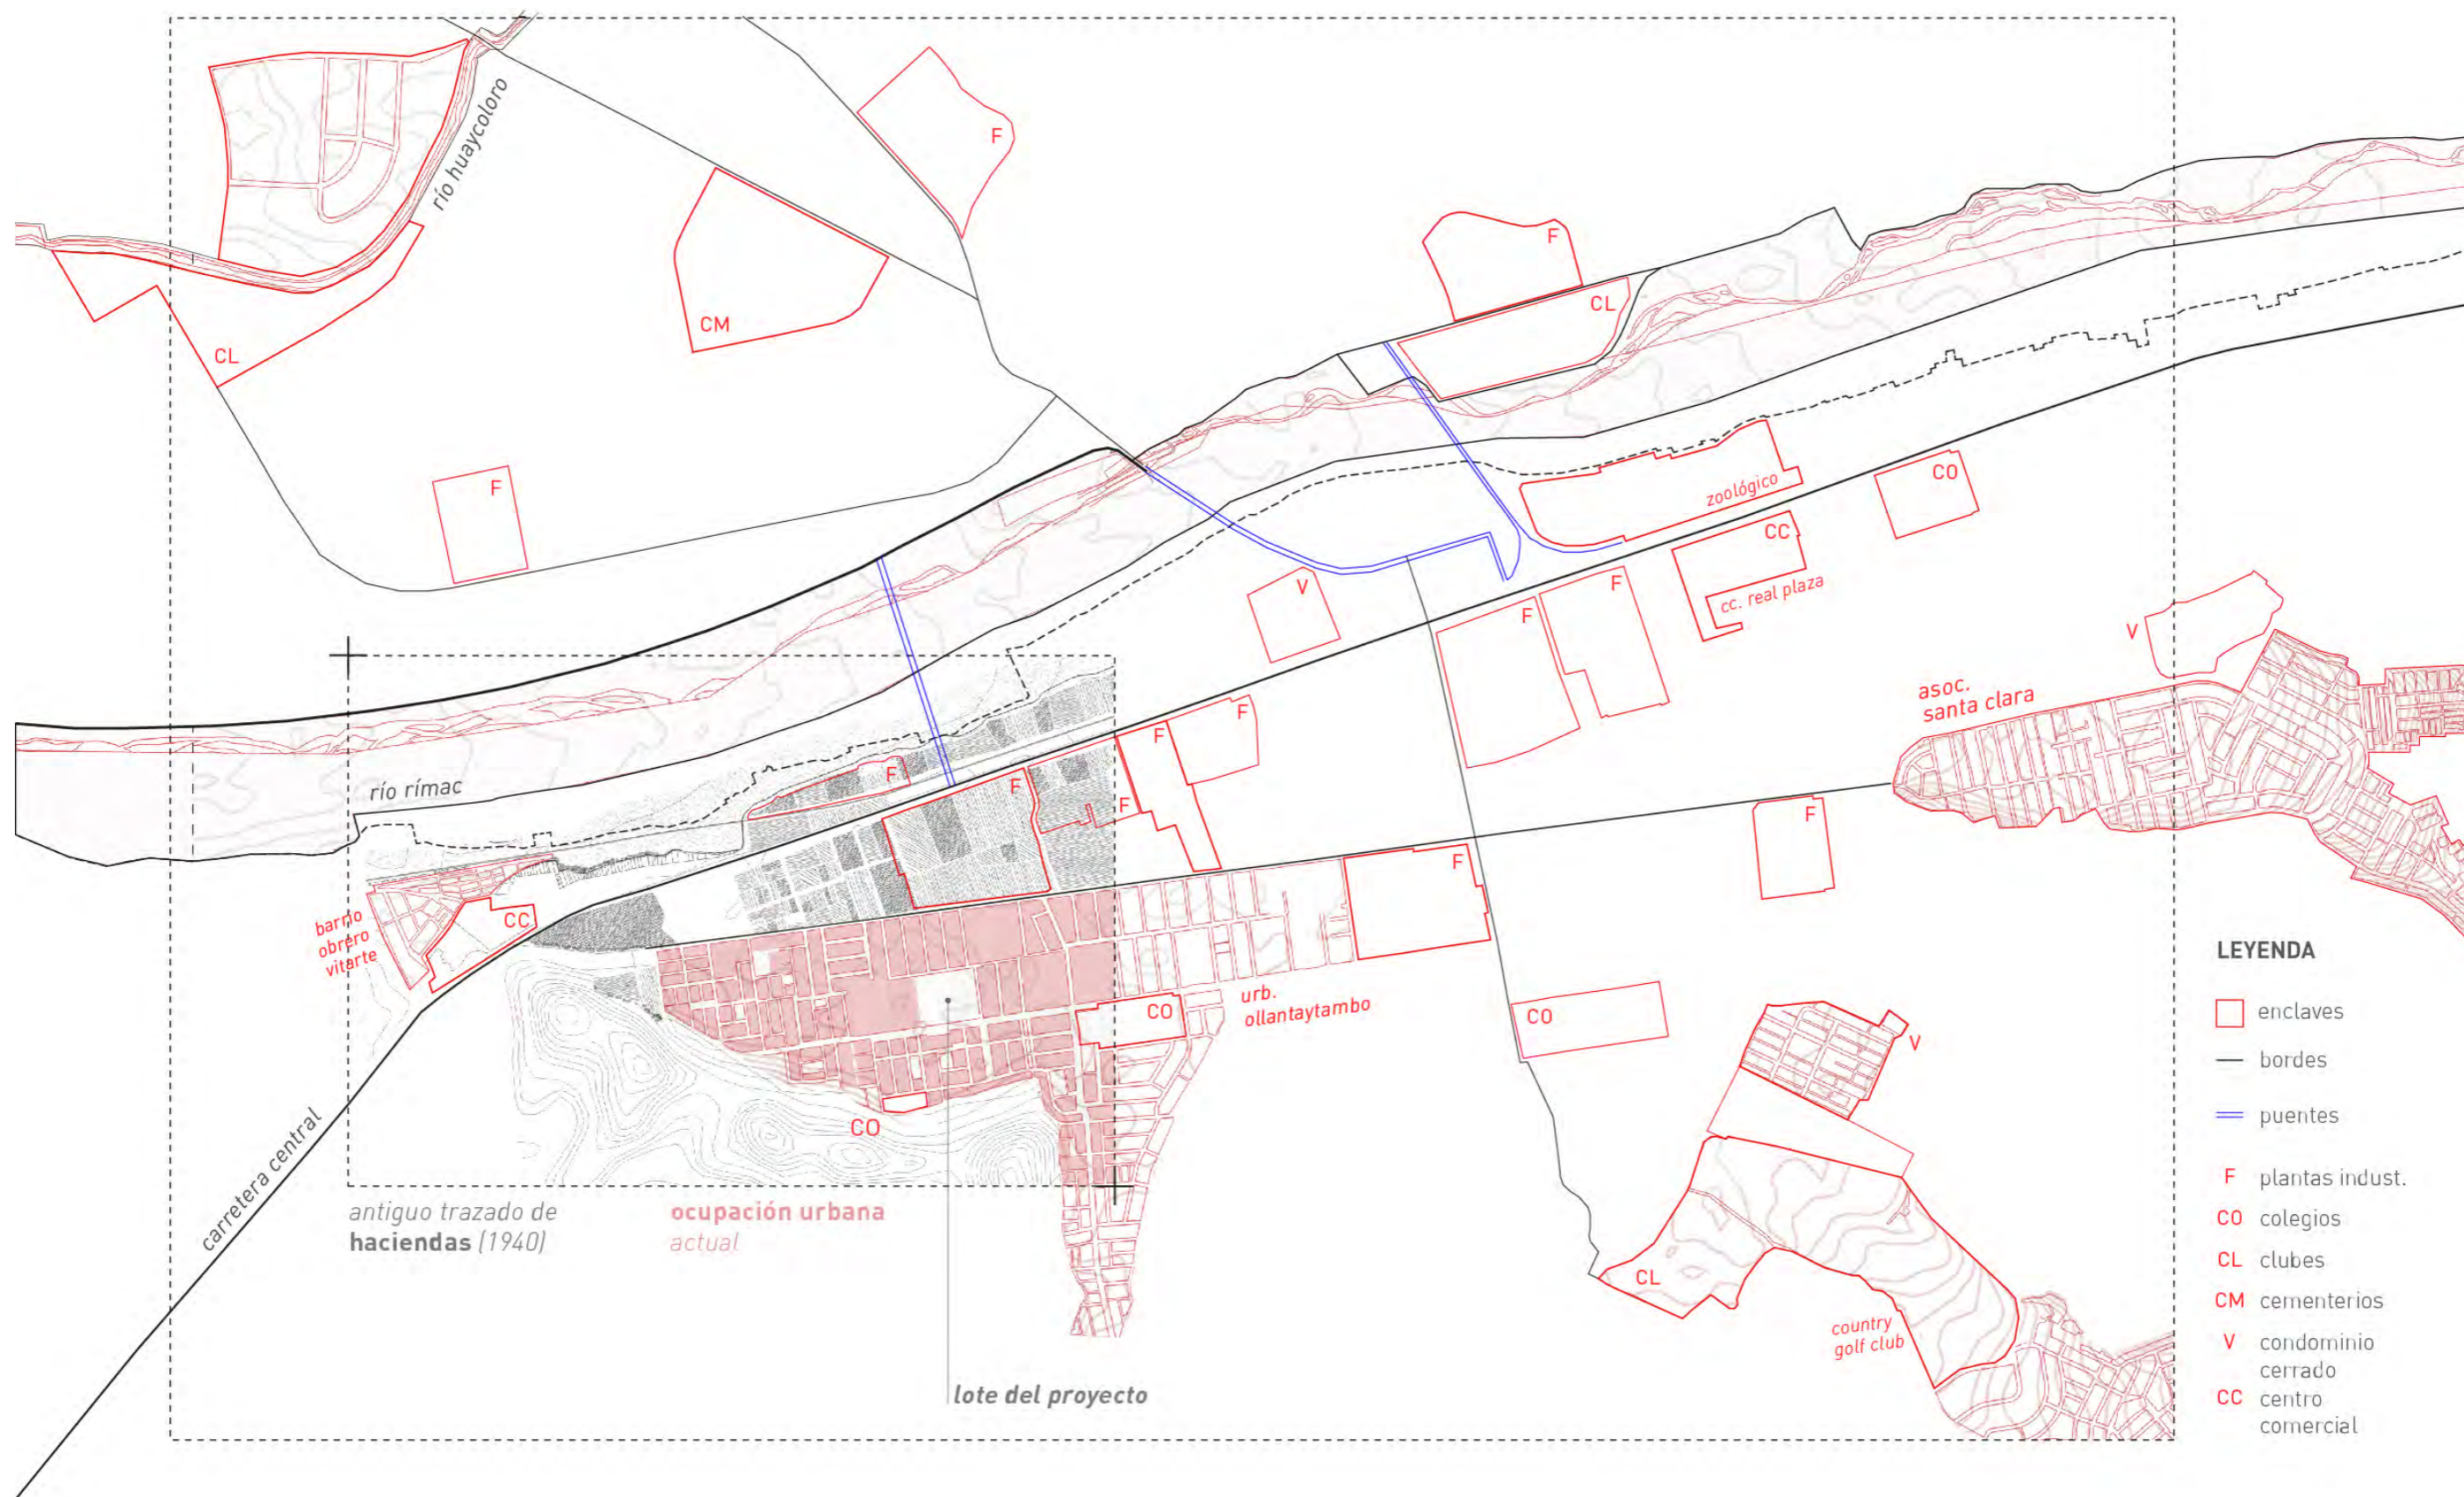 río huaycoloro
F
CM
CL
F
F
CL
zoológico
CO
CC
cc. real plaza
V
F
F
V
asoc.
santa clara
río rímac
F
F
F
F
F
F
F
barrio
obrero
vitarte
CC
CO
urb.
ollantaytambo
CO
V
CO
carretera central
antiguo trazado de
haciendas (1940)
ocupación urbana
actual
lote del proyecto
CL
country
golf club
LEYENDA
enclaves
bordes
puentes
F plantas indust.
CO colegios
CL clubes
CM cementerios
V condominio
cerrado
CC centro
comercial